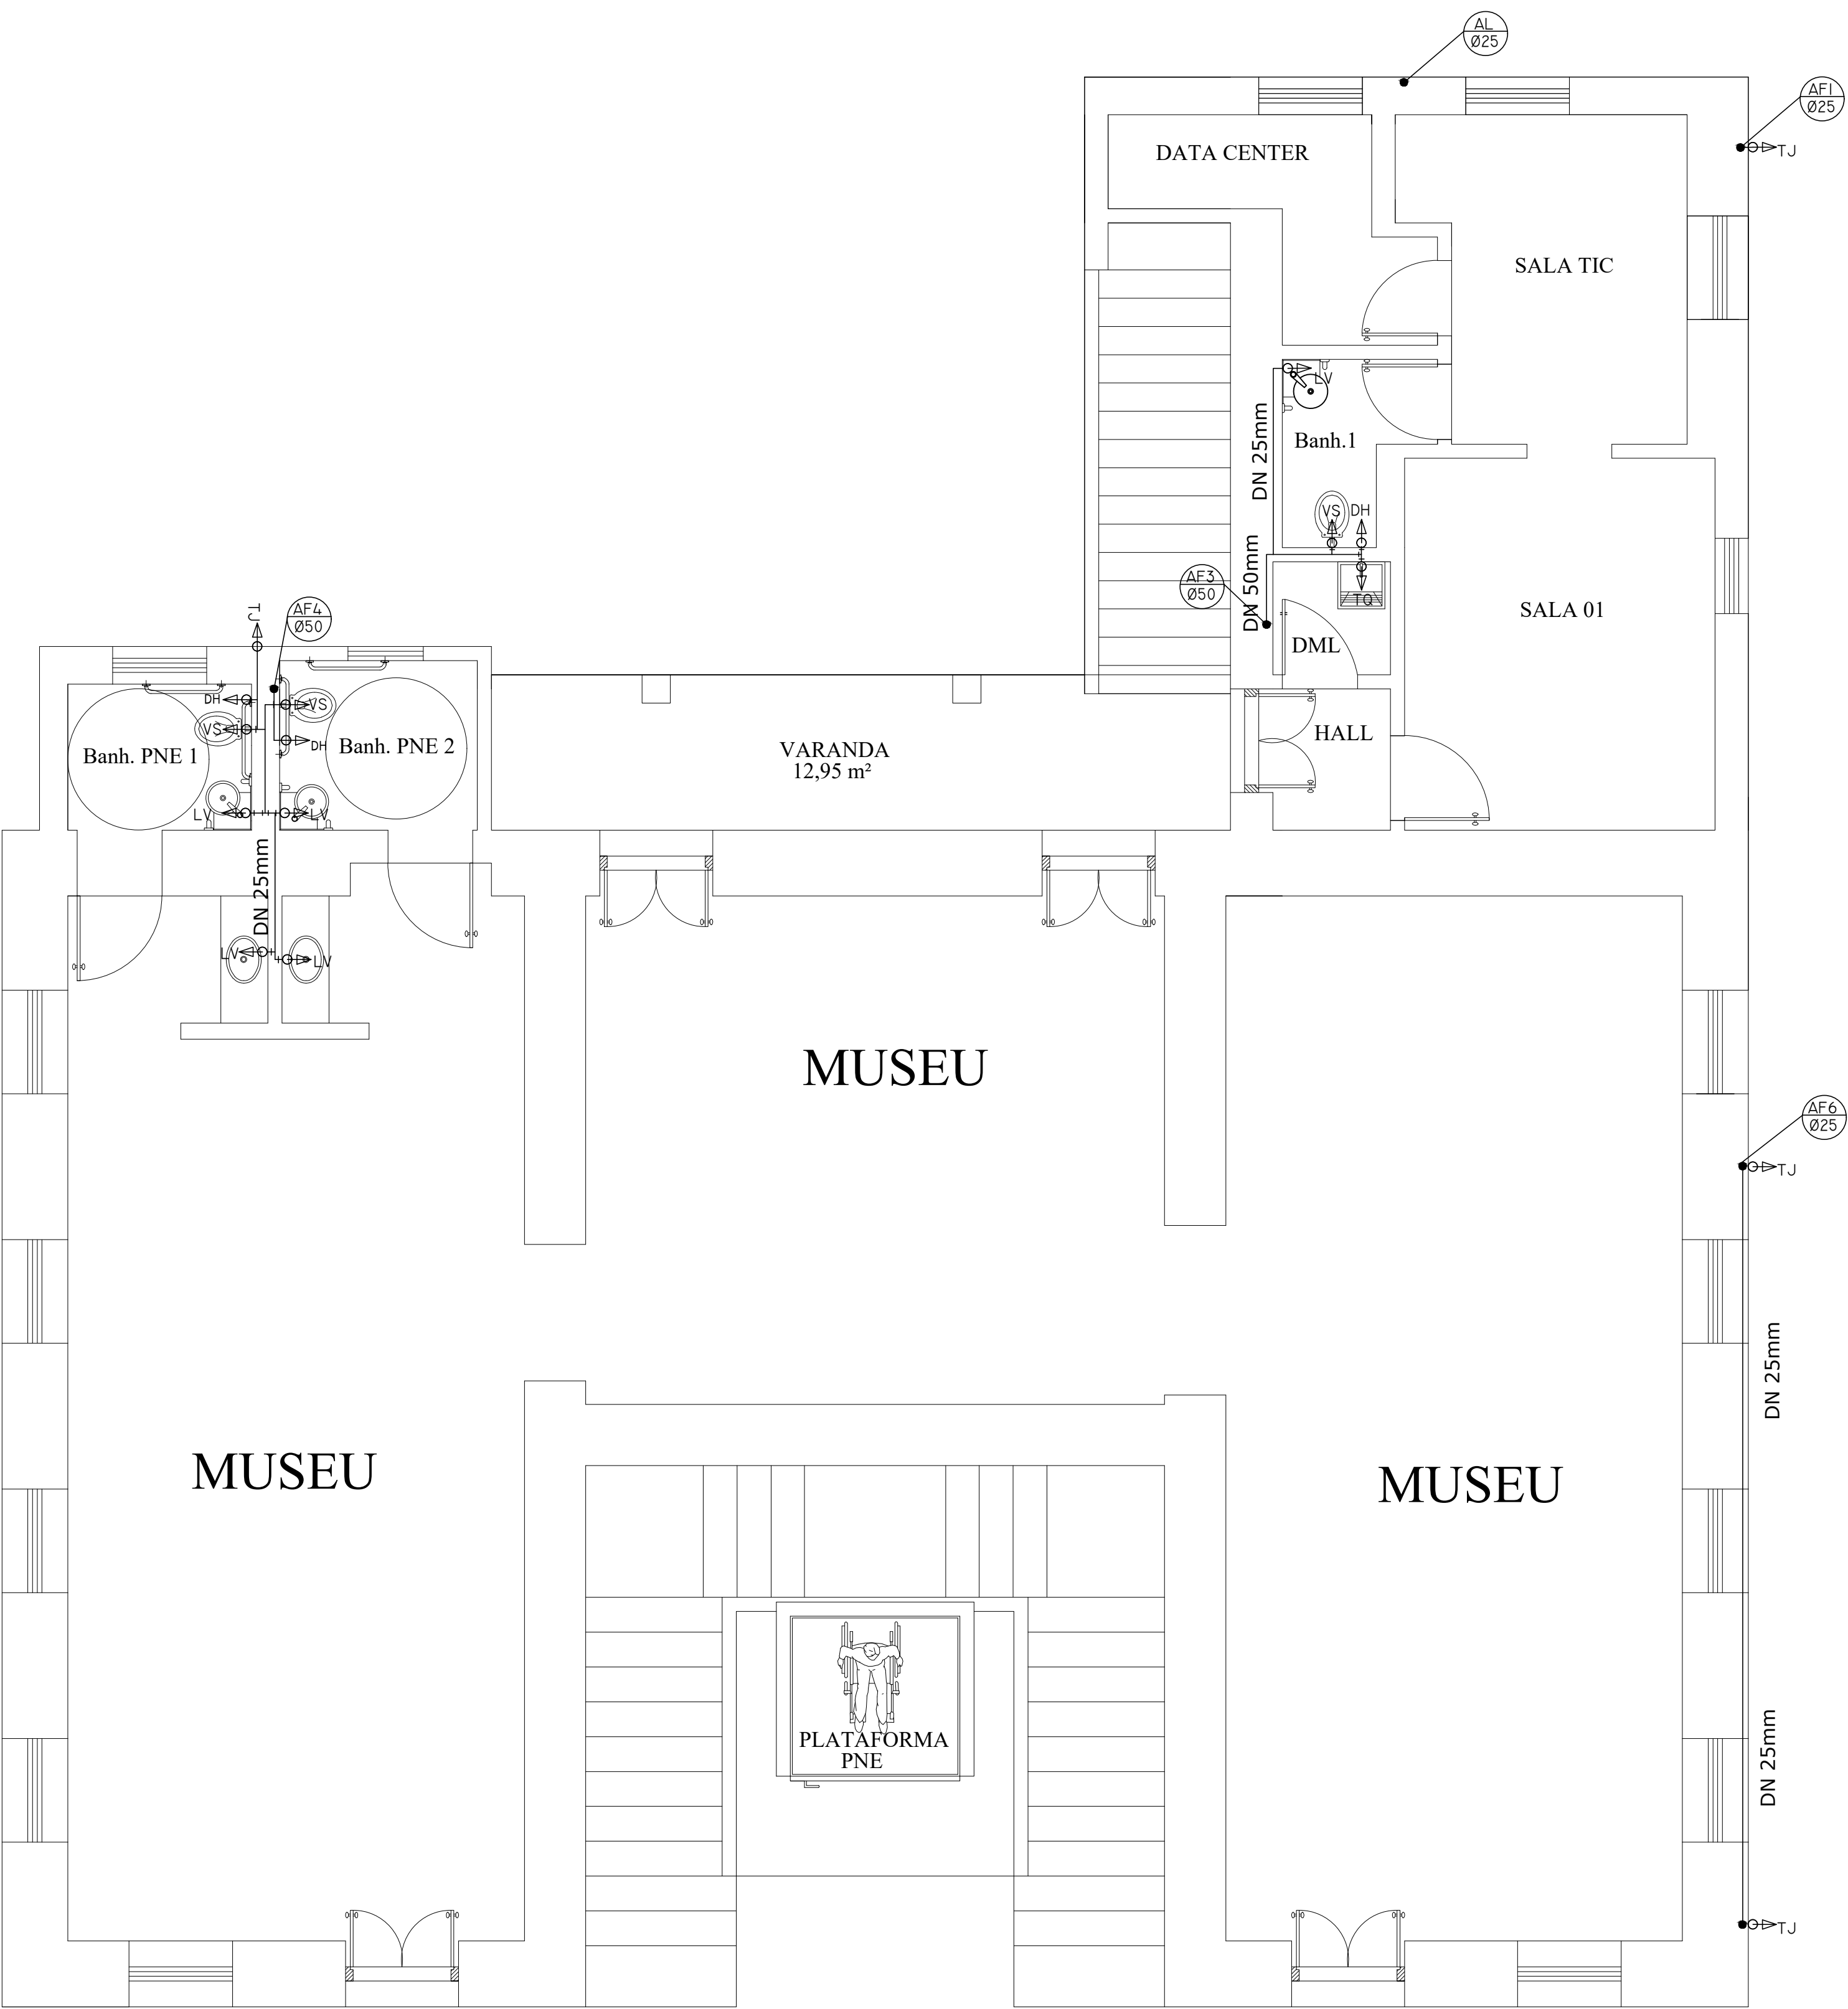 AL
Ø25
AF1
Ø25
TJ
DATA CENTER
SALA TIC
LV
DN 25mm
Banh.1
VS
DH
DN 50mm
AF3
Ø50
TQ
SALA 01
DML
TJ
AF4
Ø50
DH
VS
VS
Banh. PNE 1
DH
Banh. PNE 2
HALL
VARANDA
12,95 m²
LV
LV
DN 25mm
LV
LV
MUSEU
AF6
Ø25
TJ
DN 25mm
MUSEU
MUSEU
PLATAFORMA
PNE
DN 25mm
TJ